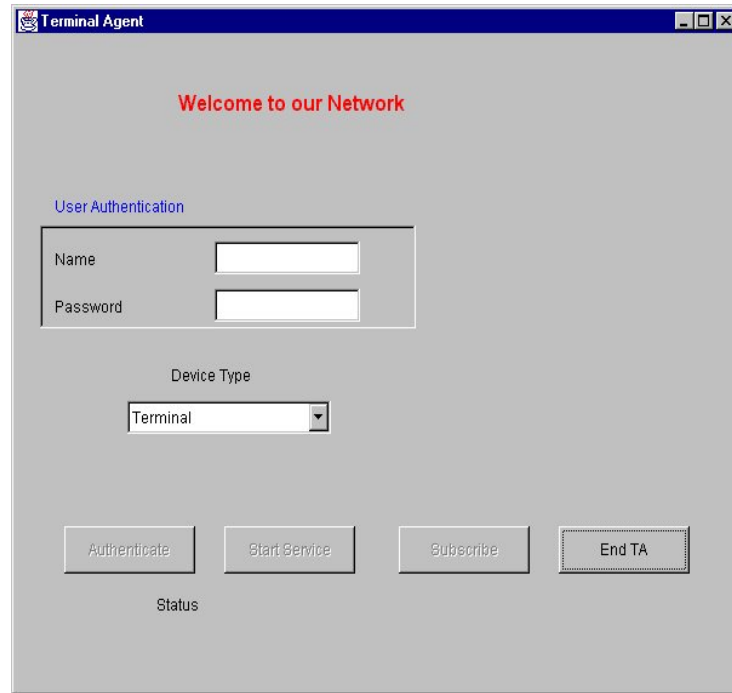 Terminal Agent
Welcome to our Network
User Authentication
Name
Password
Device Type
Terminal
Authenticate Start Service Subscribe End TA
Status